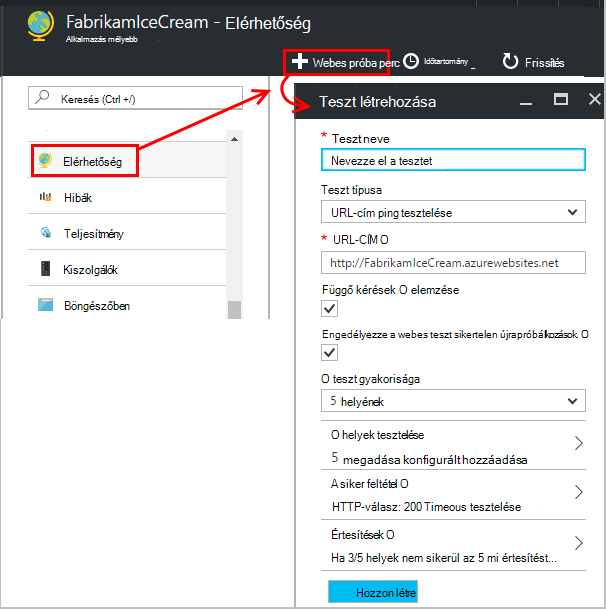 FabrikamIceCream - Elérhetőség
Alkalmazás mélyebb
Webes próba perc
Időtartomány _
Frissítés
Keresés (Ctrl +/)
Elérhetőség
Hibák
Teljesítmény
Kiszolgálók
Böngészőben
Teszt létrehozása
* Teszt neve
Nevezze el a tesztet
Teszt típusa
URL-cím ping tesztelése
* URL-CÍM O
http://FabrikamIceCream.azurewebsites.net
Függő kérések O elemzése
Engedélyezze a webes teszt sikertelen újrapróbálkozások. O
O teszt gyakorisága
5 helyének
O helyek tesztelése
5 megadása konfigurált hozzáadása
A siker feltétel O
HTTP-válasz: 200 Timeous tesztelése
Értesítések O
Ha 3/5 helyek nem sikerül az 5 mi értesítést...
Hozzon létre